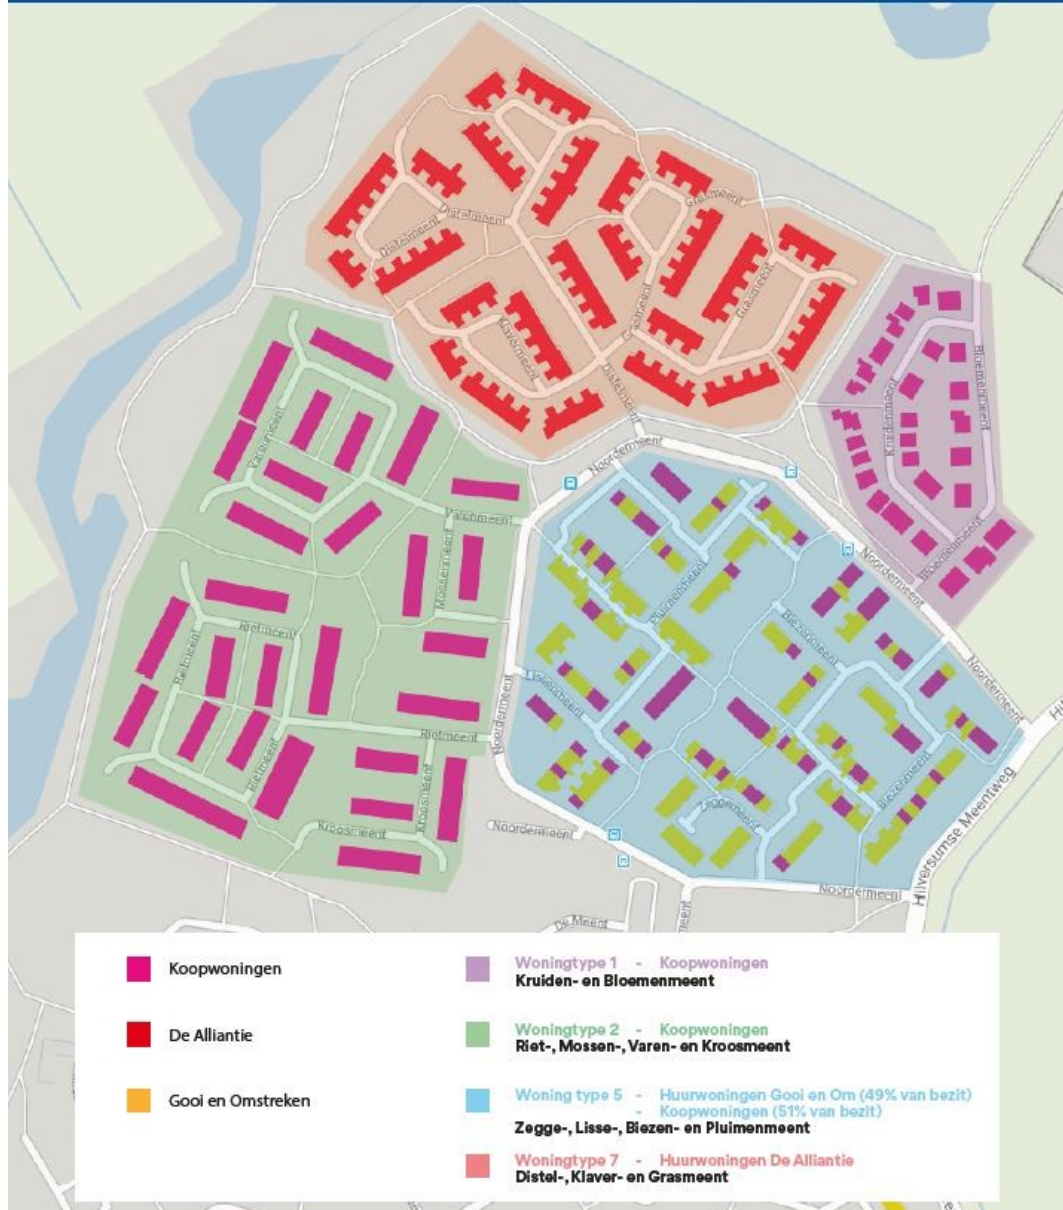 Grasmeent
Distelmeent
Distelmeent
Grasmeent
Grasmeent
Klavermeent
Distelmeent
Bloemenmeent
Kruidenmeent
Noordermeent
Varenmeent
Varenmeent
Mossenmeent
Noordermeent
Bloemenmeent
Pluimenmeent
Biezenmeent
Rietmeent
Rietmeent
Lissemeent
Noordermeent
Noordermeent
Rietmeent
Rietmeent
Kroosmeent
Biezenmeent
Zeggemeent
Kroosmeent
Noordermeent
Hilversumse Meentweg
Noordermeent
De Meent
meent
Koopwoningen
De Alliantie
Gooi en Omstreken
Woningtype 1 - Koopwoningen
Kruiden- en Bloemenmeent
Woningtype 2 - Koopwoningen
Riet-, Mossen-, Varen- en Kroosmeent
Woning type 5 - Huurwoningen Gooi en Om (49% van bezit)
- Koopwoningen (51% van bezit)
Zegge-, Lisse-, Biezen- en Pluimenmeent
Woningtype 7 - Huurwoningen De Alliantie
Distel-, Klaver- en Grasmeent